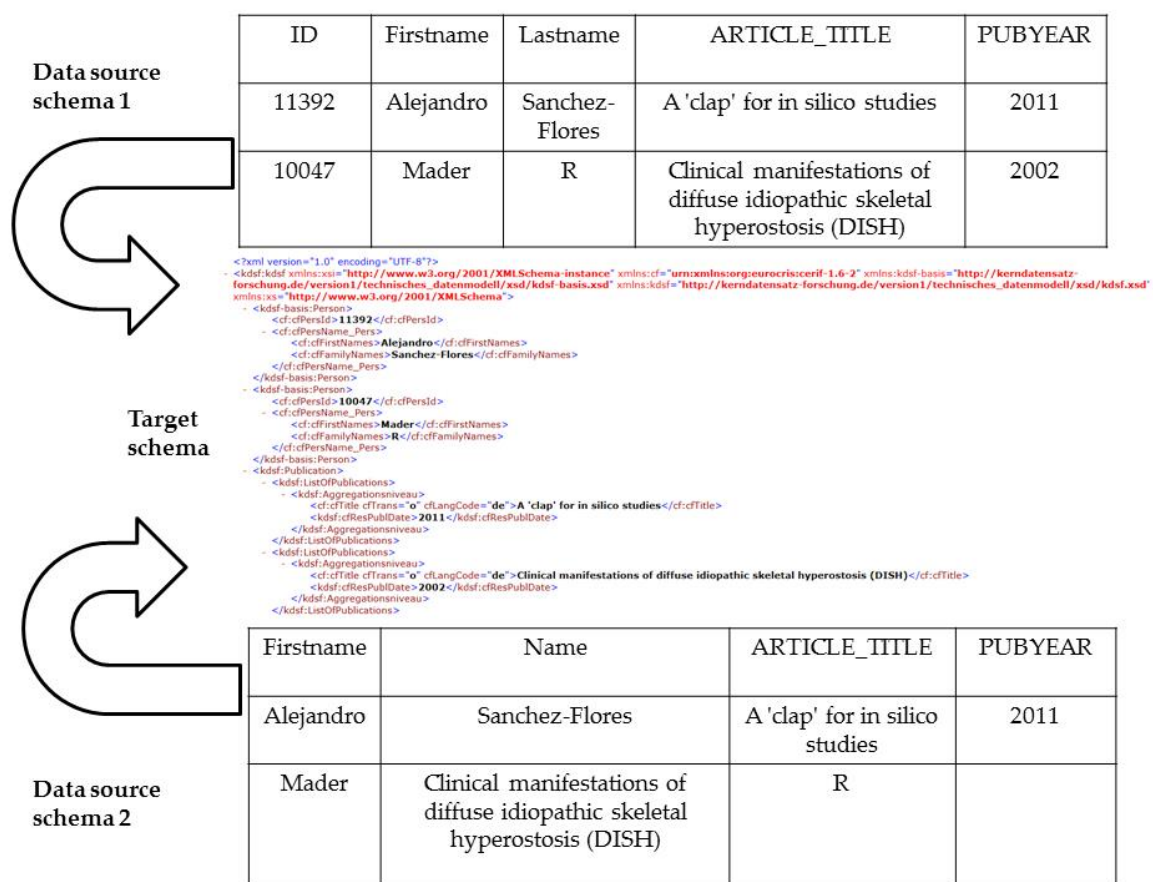 ID Firstname Lastname ARTICLE_TITLE PUBYEAR
Data source
schema 1
11392 Alejandro Sanchez- A 'clap' for in silico studies 2011
Flores
10047 Mader R Clinical manifestations of 2002
diffuse idiopathic skeletal
hyperostosis (DISH)
<?xml version="1.0" encoding="UTF-8"?>
- <kdsf:kdsf xmlns:xsi="http://www.w3.org/2001/XMLSchema-instance" xmlns:cf="urn:xmlns:org:eurocris:cerif-1.6-2" xmlns:kdsf-basis="http://kerndatensatz-
forschung.de/version1/technisches_datenmodell/xsd/kdsf-basis.xsd" xmlns:kdsf="http://kerndatensatz-forschung.de/version1/technisches_datenmodell/xsd/kdsf.xsd"
xmlns:xs="http://www.w3.org/2001/XMLSchema">
- <kdsf-basis:Person>
<cf:cfPersId>11392</cf:cfPersId>
- <cf:cfPersName_Pers>
<cf:cfFirstNames>Alejandro</cf:cfFirstNames>
<cf:cfFamilyNames>Sanchez-Flores</cf:cfFamilyNames>
</cf:cfPersName_Pers>
</kdsf-basis:Person>
- <kdsf-basis:Person>
<cf:cfPersId>10047</cf:cfPersId>
- <cf:cfPersName_Pers>
<cf:cfFirstNames>Mader</cf:cfFirstNames>
<cf:cfFamilyNames>R</cf:cfFamilyNames>
</cf:cfPersName_Pers>
</kdsf-basis:Person>
- <kdsf:Publication>
- <kdsf:ListOfPublications>
- <kdsf:Aggregationsniveau>
<cf:cfTitle cfTrans="o" cfLangCode="de">A 'clap' for in silico studies</cf:cfTitle>
<kdsf:cfResPublDate>2011</kdsf:cfResPublDate>
</kdsf:Aggregationsniveau>
</kdsf:ListOfPublications>
- <kdsf:ListOfPublications>
- <kdsf:Aggregationsniveau>
<cf:cfTitle cfTrans="o" cfLangCode="de">Clinical manifestations of diffuse idiopathic skeletal hyperostosis (DISH)</cf:cfTitle>
<kdsf:cfResPublDate>2002</kdsf:cfResPublDate>
</kdsf:Aggregationsniveau>
</kdsf:ListOfPublications>
Target
schema
Firstname Name ARTICLE_TITLE PUBYEAR
Alejandro Sanchez-Flores A 'clap' for in silico 2011
studies
Mader Clinical manifestations of R
diffuse idiopathic skeletal
hyperostosis (DISH)
Data source
schema 2